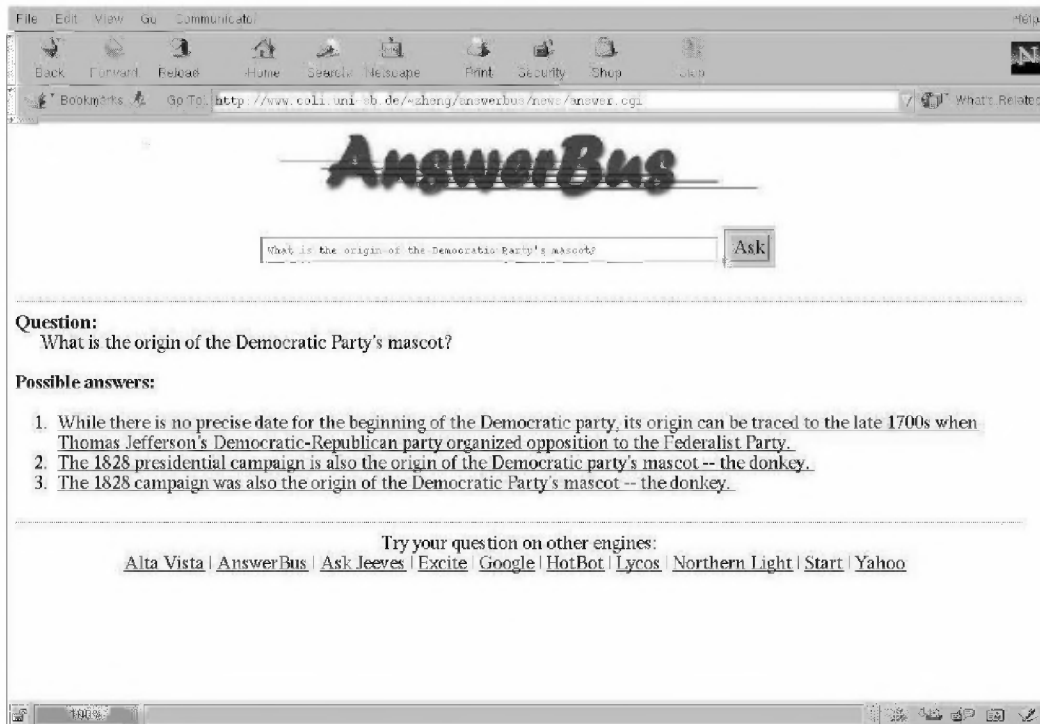 File Edit View Go Communicator Help
Back Forward Reload Home Search Netscape Print Security Shop Stop
Bookmarks Go To: http://www.coli.uni-sb.de/~zheng/answerbus/news/answer.cgi What's Related
N
AnswerBus
What is the origin of the Democratic Party's mascot? Ask
Question:
What is the origin of the Democratic Party's mascot?
Possible answers:
1. While there is no precise date for the beginning of the Democratic party, its origin can be traced to the late 1700s when
Thomas Jefferson's Democratic-Republican party organized opposition to the Federalist Party.
2. The 1828 presidential campaign is also the origin of the Democratic party's mascot -- the donkey.
3. The 1828 campaign was also the origin of the Democratic Party's mascot -- the donkey.
Try your question on other engines:
Alta Vista | AnswerBus | Ask Jeeves | Excite | Google | HotBot | Lycos | Northern Light | Start | Yahoo
100%